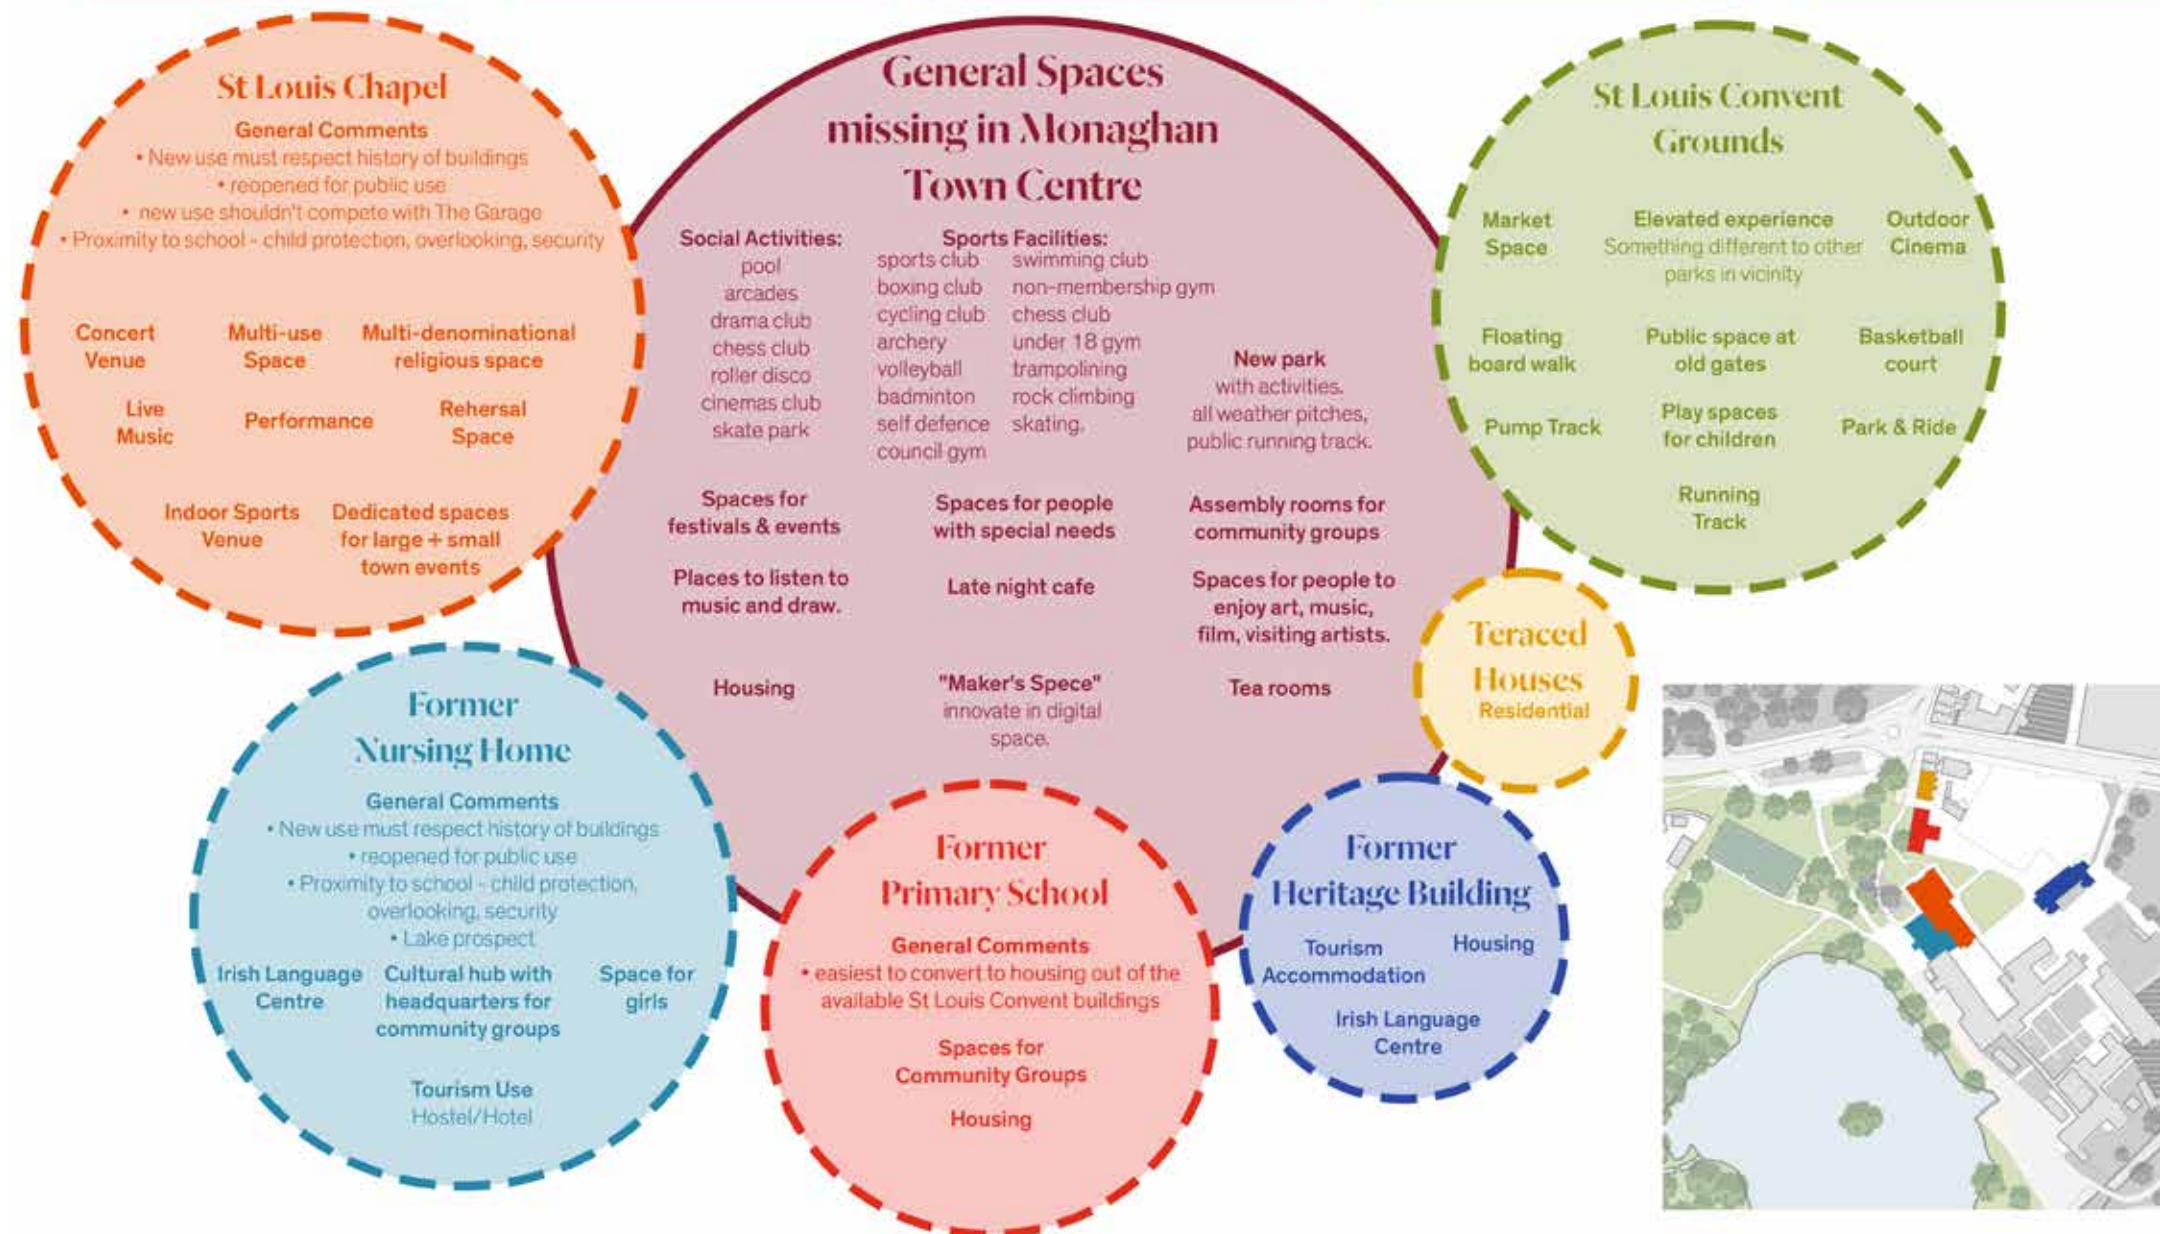 St Louis Chapel
General Comments
• New use must respect history of buildings
• reopened for public use
• new use shouldn't compete with The Garage
• Proximity to school - child protection, overlooking, security
Concert
Venue
Multi-use
Space
Multi-denominational
religious space
Live
Music
Performance
Rehersal
Space
Indoor Sports
Venue
Dedicated spaces
for large + small
town events
General Spaces
missing in Monaghan
Town Centre
Social Activities:
pool
arcades
drama club
chess club
roller disco
cinemas club
skate park
Sports Facilities:
sports club
boxing club
cycling club
archery
volleyball
badminton
self defence
council gym
swimming club
non-membership gym
chess club
under 18 gym
trampolining
rock climbing
skating.
New park
with activities.
all weather pitches,
public running track.
Spaces for
festivals & events
Spaces for people
with special needs
Assembly rooms for
community groups
Places to listen to
music and draw.
Late night cafe
Spaces for people to
enjoy art, music,
film, visiting artists.
Housing
"Maker's Spece"
innovate in digital
space.
Tea rooms
St Louis Convent
Grounds
Market
Space
Elevated experience
Something different to other
parks in vicinity
Outdoor
Cinema
Floating
board walk
Public space at
old gates
Basketball
court
Pump Track
Play spaces
for children
Park & Ride
Running
Track
Teraced
Houses
Residential
Former
Nursing Home
General Comments
• New use must respect history of buildings
• reopened for public use
• Proximity to school - child protection,
overlooking, security
• Lake prospect
Irish Language
Centre
Cultural hub with
headquarters for
community groups
Space for
girls
Tourism Use
Hostel/Hotel
Former
Primary School
General Comments
• easiest to convert to housing out of the
available St Louis Convent buildings
Spaces for
Community Groups
Housing
Former
Heritage Building
Tourism
Accommodation
Housing
Irish Language
Centre